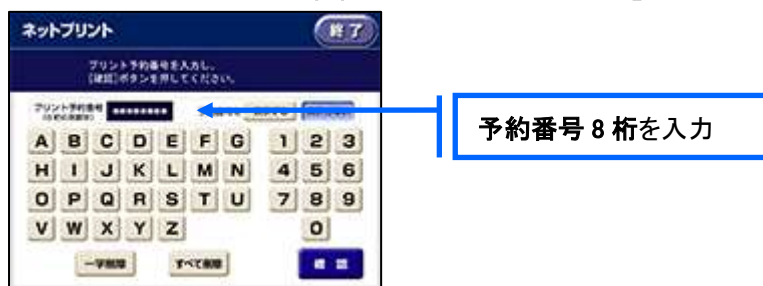 ネットプリント
終了
プリント予約番号を入力し、
[確認]ボタンを押してください。
プリント予約番号
********
予約番号8桁を入力
A B C D E F G 1 2 3
H I J K L M N 4 5 6
O P Q R S T U 7 8 9
V W X Y Z 0
一字削除 すべて削除 確認